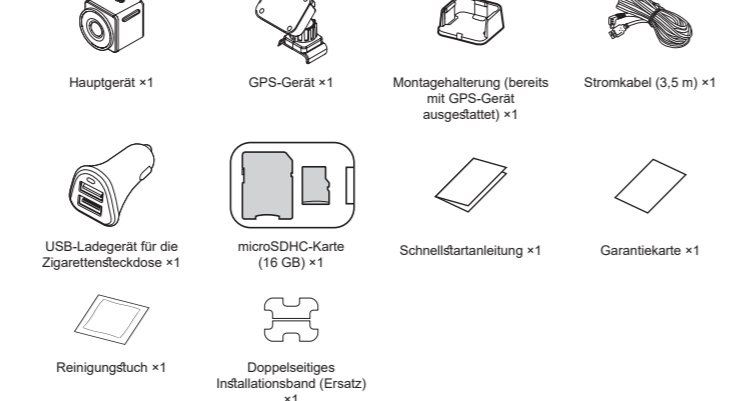 Hauptgerät ×1
GPS-Gerät ×1
Montagehalterung (bereits
mit GPS-Gerät
ausgestattet) ×1
Stromkabel (3,5 m) ×1
USB-Ladegerät für die
Zigarettensteckdose ×1
microSDHC-Karte
(16 GB) ×1
Schnellstartanleitung ×1
Garantiekarte ×1
Reinigungstuch ×1
Doppelseitiges
Installationsband (Ersatz)
×1